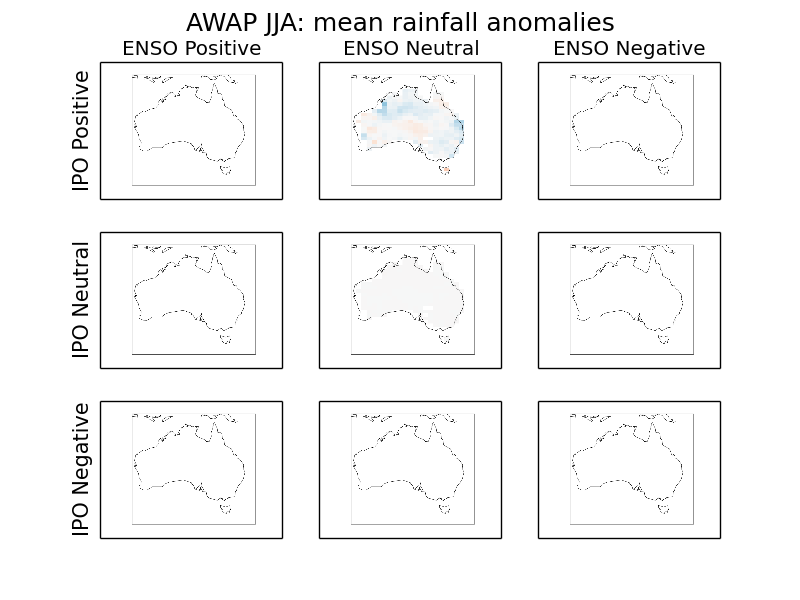 AWAP JJA: mean rainfall anomalies
ENSO Positive
ENSO Neutral
ENSO Negative
IPO Positive
IPO Neutral
IPO Negative